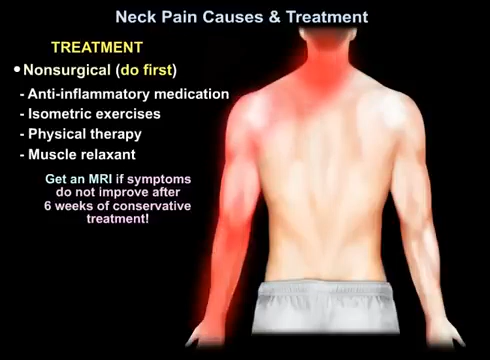 Neck Pain Causes & Treatment
TREATMENT
• Nonsurgical (do first)
- Anti-inflammatory medication
- Isometric exercises
- Physical therapy
- Muscle relaxant
Get an MRI if symptoms
do not improve after
6 weeks of conservative
treatment!